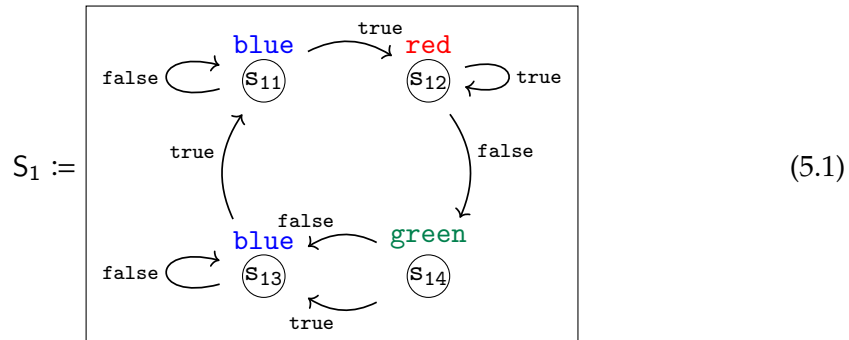 true
blue red
false s₁₁ s₁₂ true
true false
S₁ := (5.1)
false
blue green
false s₁₃ s₁₄
true